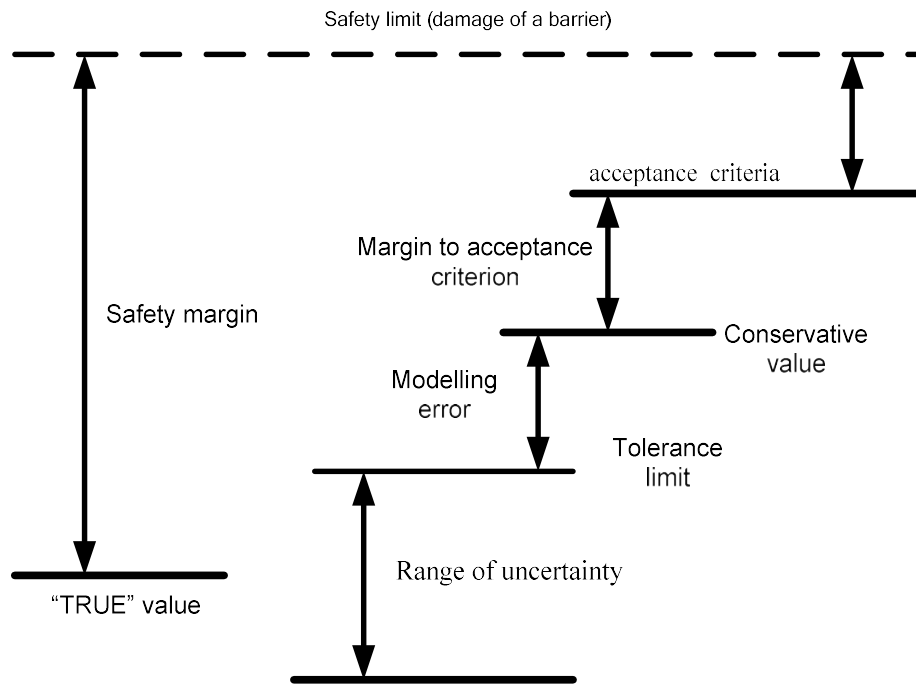 Safety limit (damage of a barrier)
acceptance criteria
Margin to acceptance
criterion
Safety margin
Conservative
value
Modelling
error
Tolerance
limit
Range of uncertainty
“TRUE” value